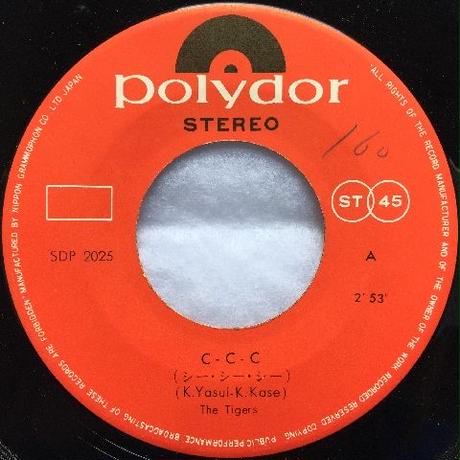 polydor
STEREO
160
ST 45
SDP 2025
A
2' 53"
C - C - C
(シー・シー・シー)
(K.Yasui-K.Kase)
The Tigers
"ALL RIGHTS OF THE RECORD MANUFACTURER AND OF THE OWNER OF THE WORK RECORDED RESERVED COPYING, PUBLIC PERFORMANCE BROADCASTING OF THESE RECORDS ARE FORBIDDEN" MANUFACTURED BY NIPPON GRAMMOPHON CO. LTD. JAPAN